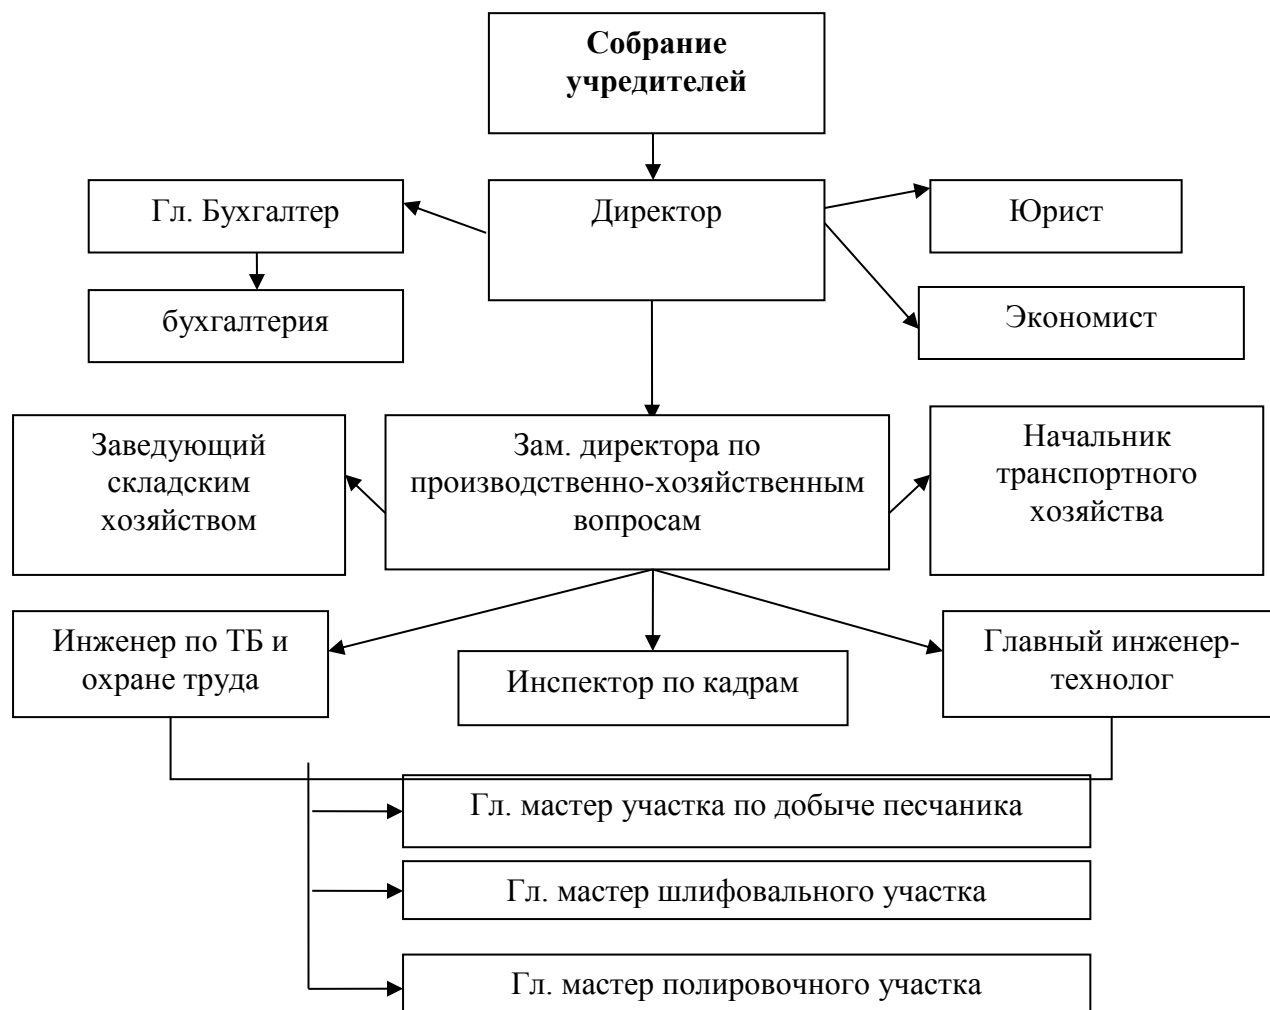 Собрание
учредителей
Гл. Бухгалтер
Директор
Юрист
бухгалтерия
Экономист
Заведующий
складским
хозяйством
Зам. директора по
производственно-хозяйственным
вопросам
Начальник
транспортного
хозяйства
Инженер по ТБ и
охране труда
Инспектор по кадрам
Главный инженер-
технолог
Гл. мастер участка по добыче песчаника
Гл. мастер шлифовального участка
Гл. мастер полировочного участка